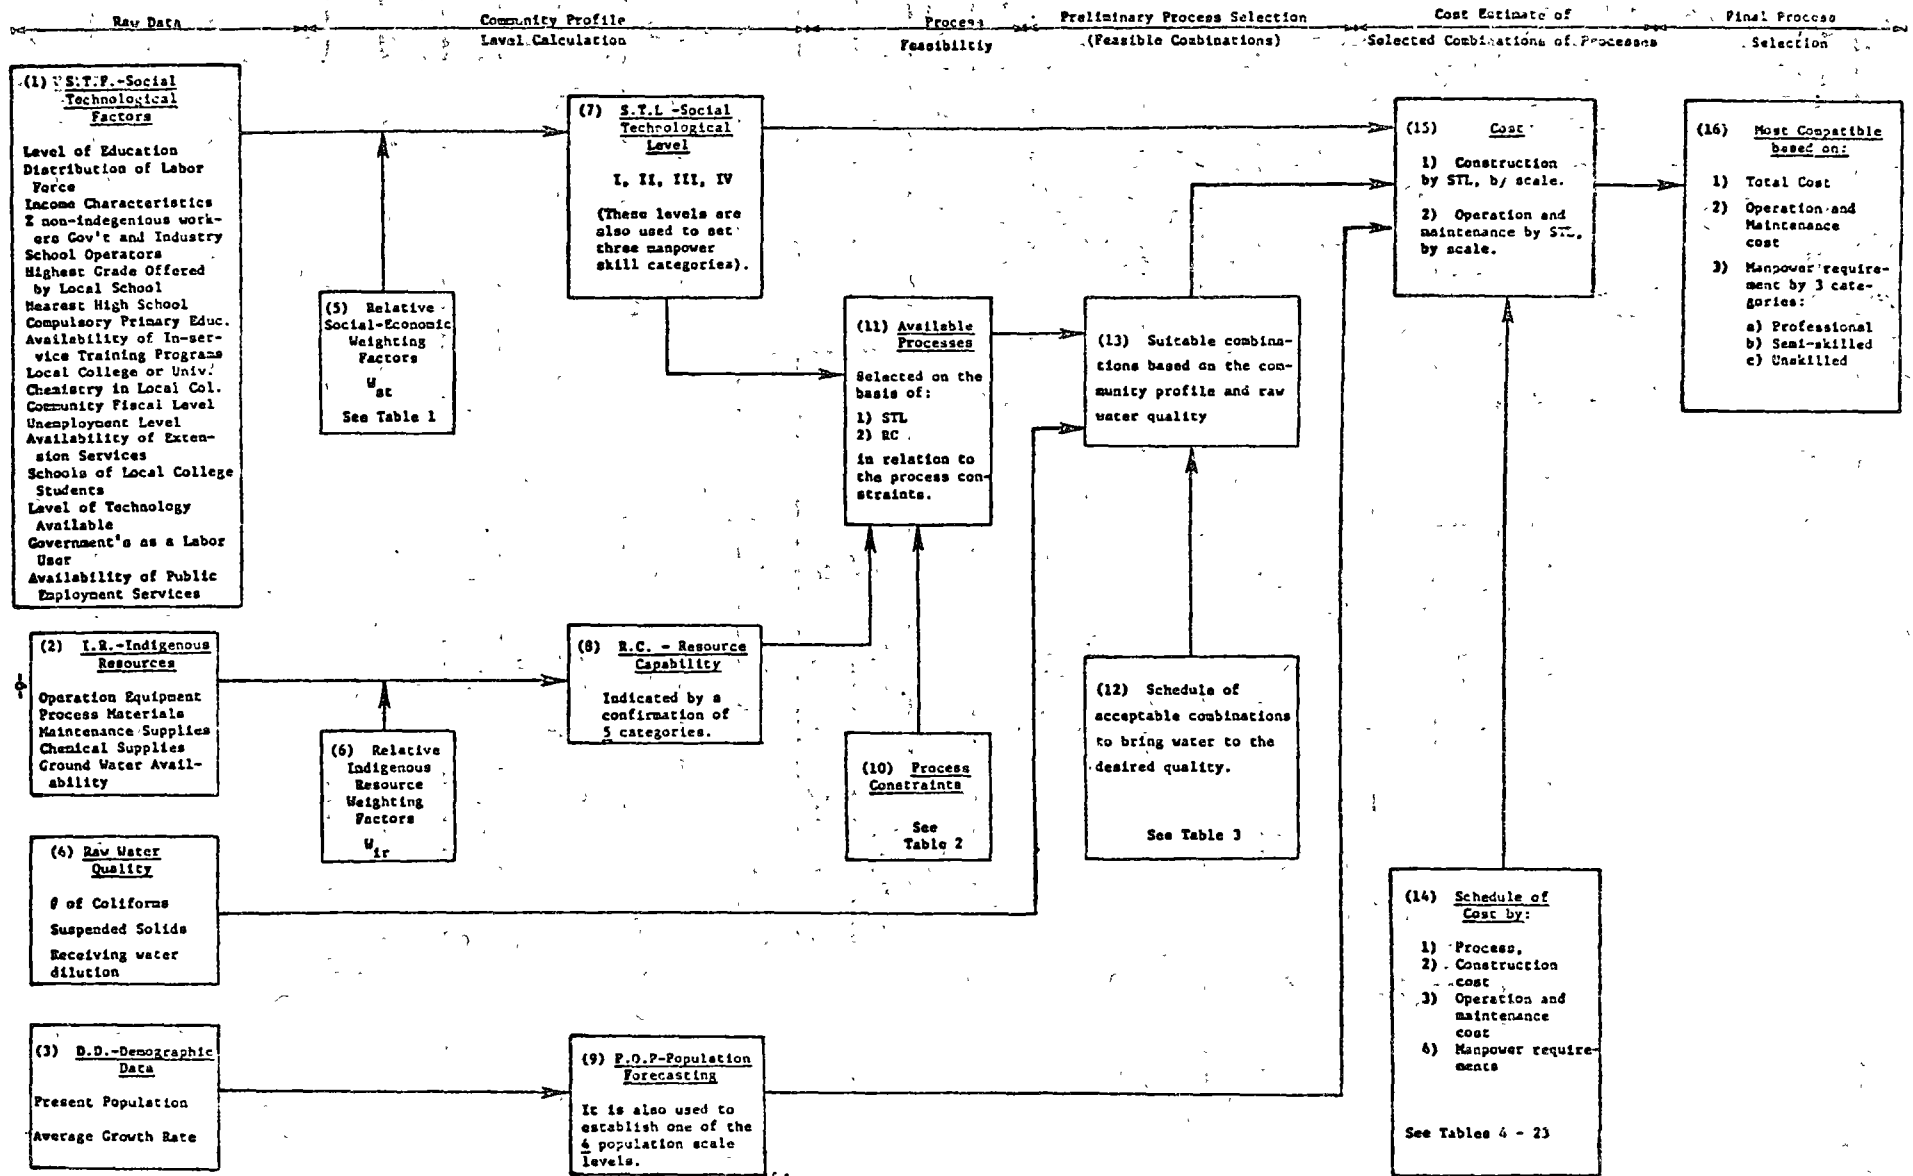 Raw Data
Community Profile
Level Calculation
Process
Feasibiltiy
Preliminary Process Selection
(Feasible Combinations)
Cost Estimate of
Selected Combinations of Processes
Final Process
Selection
(1) S.T.F.-Social
Technological
Factors
Level of Education
Distribution of Labor
Force
Income Characteristics
% non-indegenious work-
ers Gov't and Industry
School Operators
Highest Grade Offered
by Local School
Nearest High School
Compulsory Primary Educ.
Availability of In-ser-
vice Training Programs
Local College or Univ.
Chemistry in Local Col.
Community Fiscal Level
Unemployment Level
Availability of Exten-
sion Services
Schools of Local College
Students
Level of Technology
Available
Government's as a Labor
User
Availability of Public
Employment Services
(2) I.R.-Indigenous
Resources
Operation Equipment
Process Materials
Maintenance Supplies
Chemical Supplies
Ground Water Avail-
ability
(4) Raw Water
Quality
# of Coliforms
Suspended Solids
Receiving water
dilution
(3) D.D.-Demographic
Data
Present Population
Average Growth Rate
(5) Relative
Social-Economic
Weighting
Factors
W st
See Table 1
(6) Relative
Indigenous
Resource
Weighting
Factors
W ir
(7) S.T.L -Social
Technological
Level
I, II, III, IV
(These levels are
also used to set
three manpower
skill categories).
(8) R.C. - Resource
Capability
Indicated by a
confirmation of
5 categories.
(9) P.O.P-Population
Forecasting
It is also used to
establish one of the
4 population scale
levels.
(11) Available
Processes
Selected on the
basis of:
1) STL
2) RC
in relation to
the process con-
straints.
(10) Process
Constraints
See
Table 2
(13) Suitable combina-
tions based on the com-
munity profile and raw
water quality
(12) Schedule of
acceptable combinations
to bring water to the
desired quality.
See Table 3
(15) Cost
1) Construction
by STL, by scale.
2) Operation and
maintenance by STL,
by scale.
(14) Schedule of
Cost by:
1) Process,
2) Construction
cost
3) Operation and
maintenance
cost
4) Manpower require-
ments
See Tables 4 - 23
(16) Most Compatible
based on:
1) Total Cost
2) Operation and
Maintenance
cost
3) Manpower require-
ment by 3 cate-
gories:
a) Professional
b) Semi-skilled
c) Unskilled
-9-